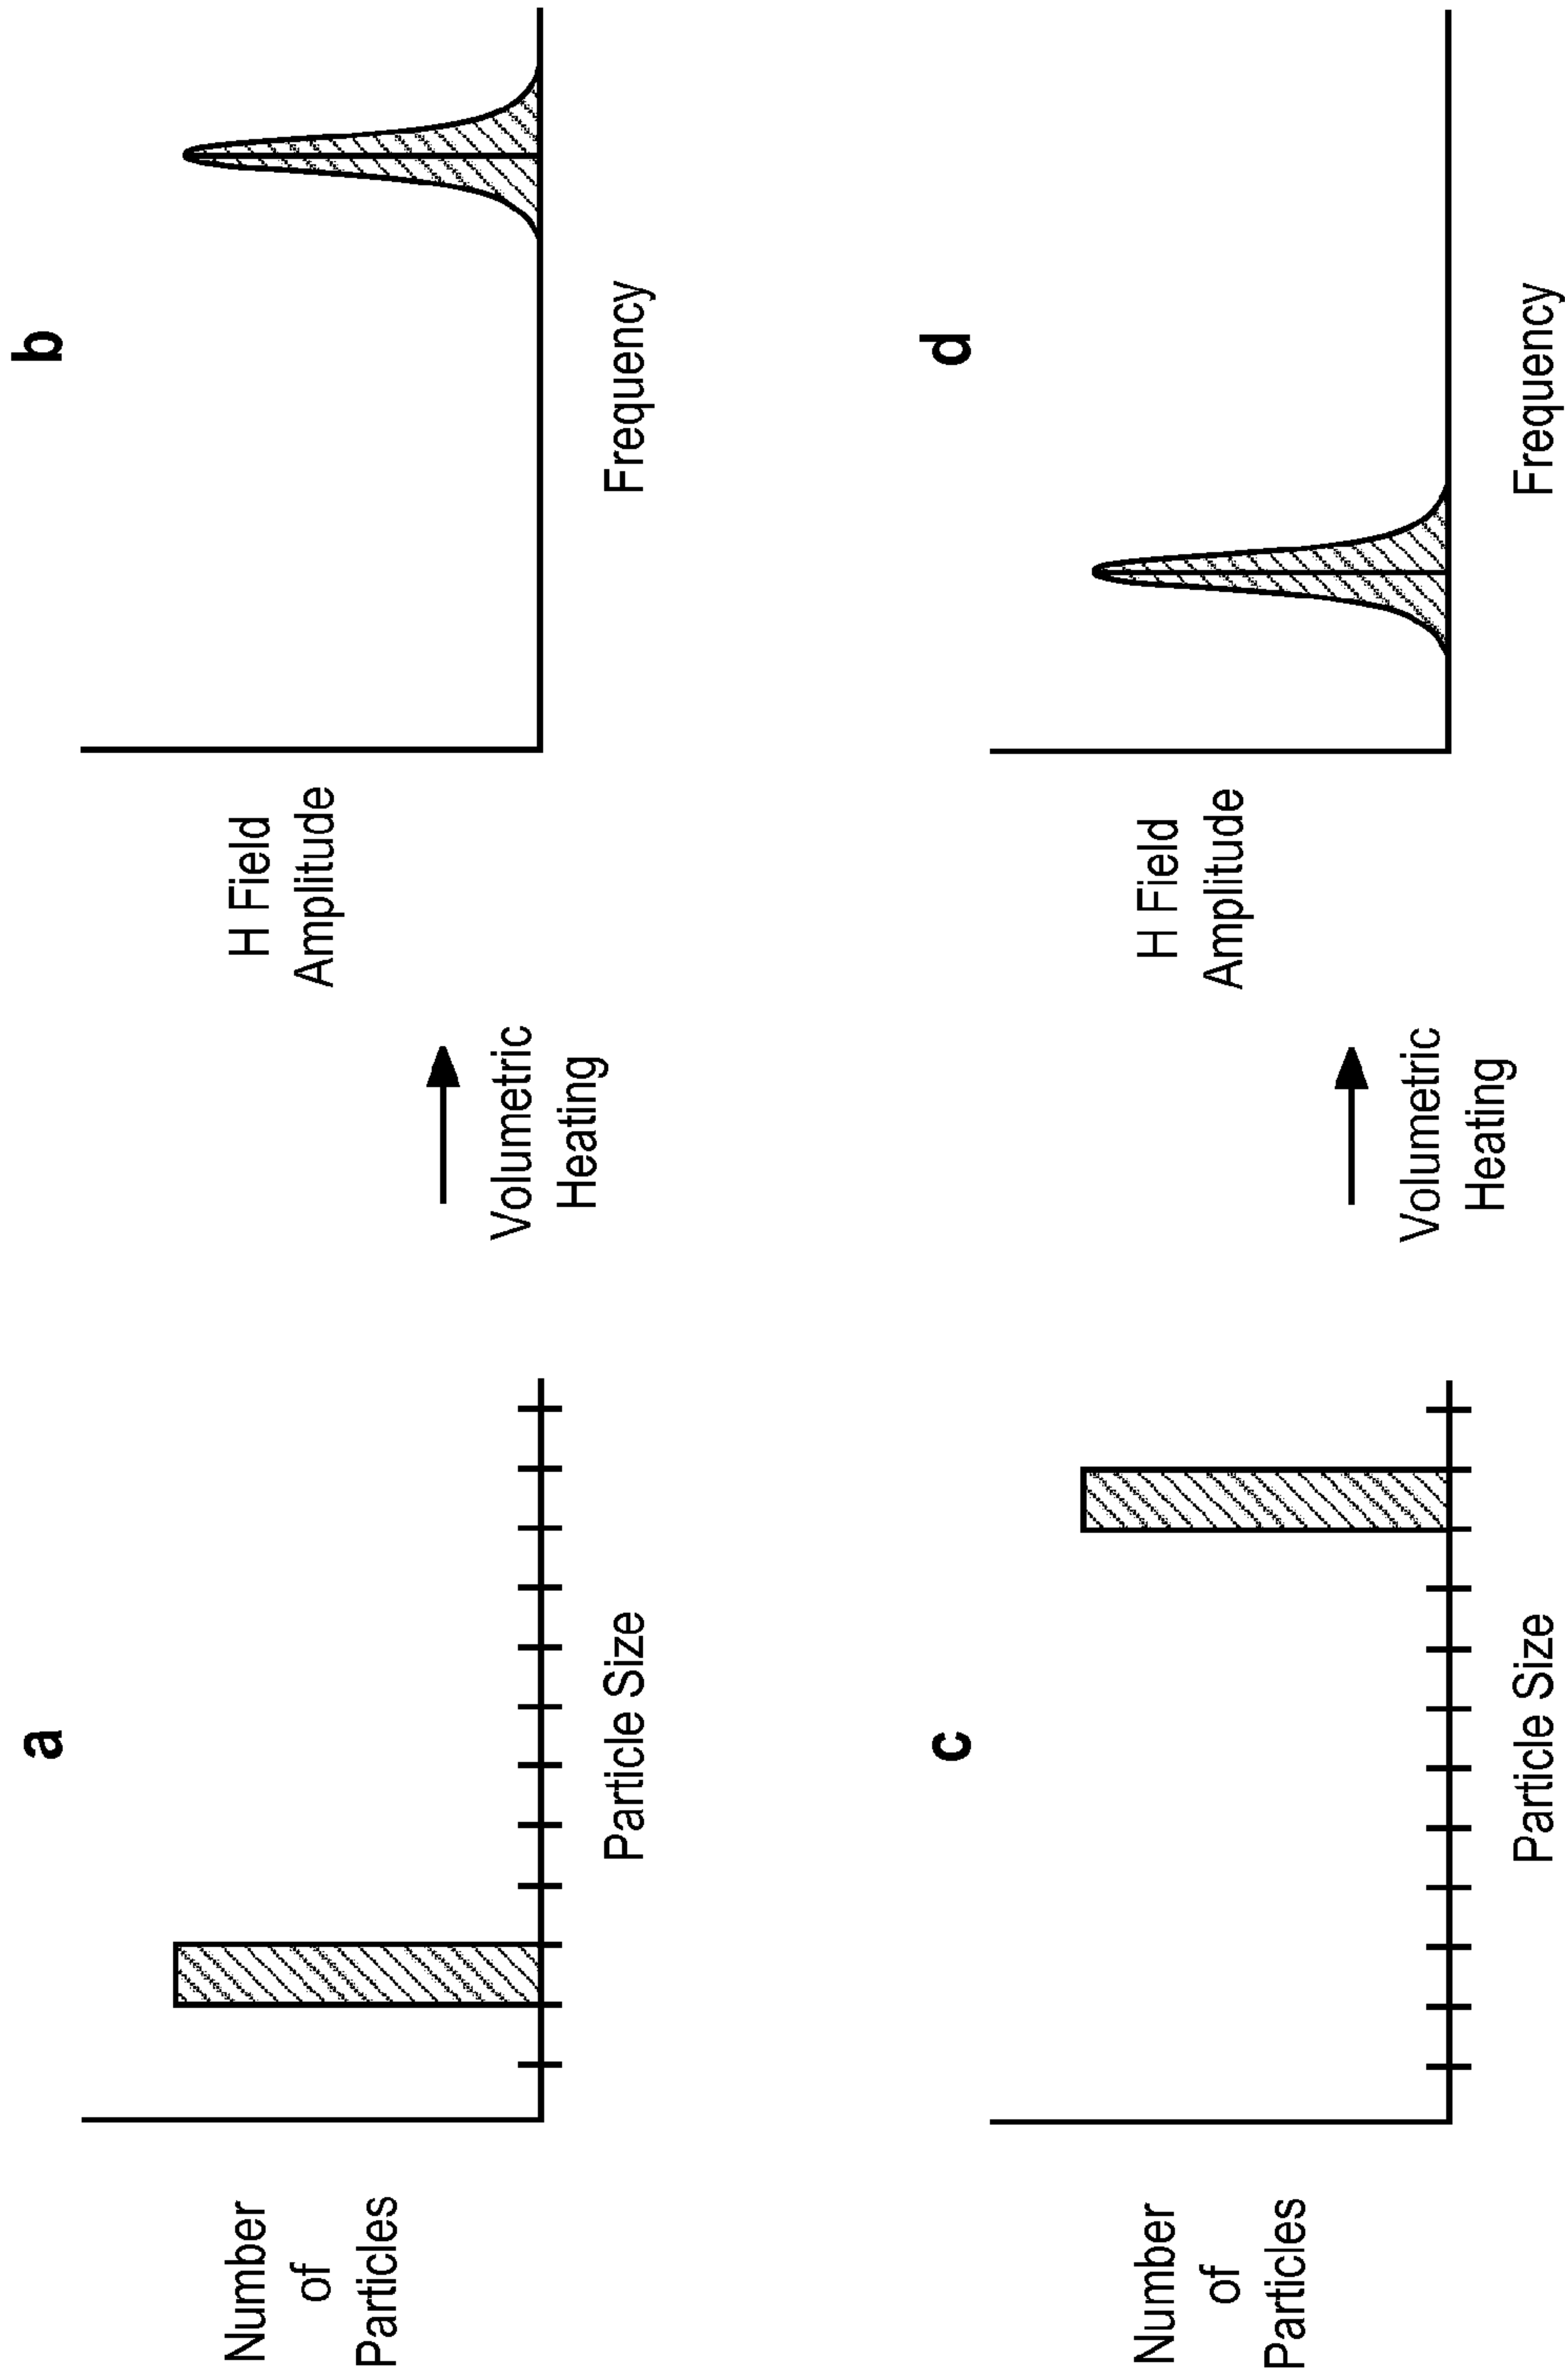 a
Number
of
Particles
Particle Size
Volumetric
Heating
b
H Field
Amplitude
Frequency
c
Number
of
Particles
Particle Size
Volumetric
Heating
d
H Field
Amplitude
Frequency